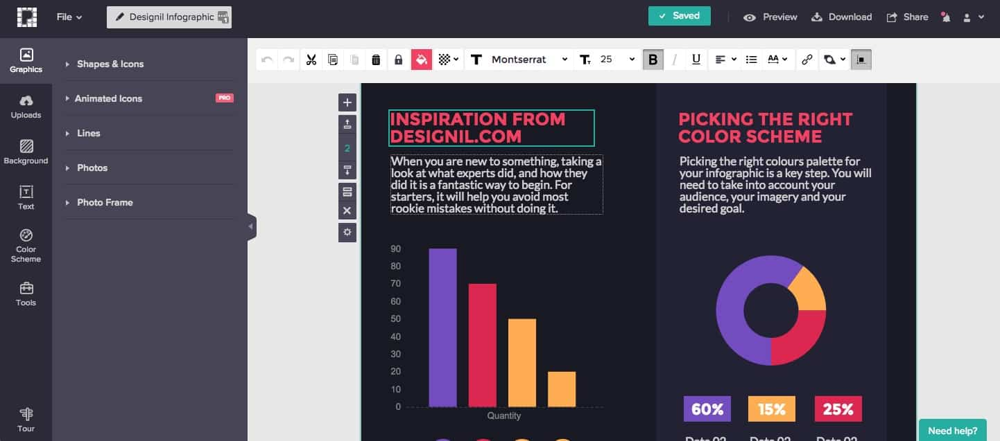 File
Designil Infographic
Saved
Preview
Download
Share
Graphics
Uploads
Background
Text
Color
Scheme
Tools
Tour
Shapes & Icons
Animated Icons
PRO
Lines
Photos
Photo Frame
Montserrat
25
B
I
U
AA
2
INSPIRATION FROM
DESIGNIL.COM
When you are new to something, taking a
look at what experts did, and how they
did it is a fantastic way to begin. For
starters, it will help you avoid most
rookie mistakes without doing it.
90
80
70
60
50
40
30
20
10
0
Quantity
PICKING THE RIGHT
COLOR SCHEME
Picking the right colours palette for
your infographic is a key step. You will
need to take into account your
audience, your imagery and your
desired goal.
60%
15%
25%
Need help?